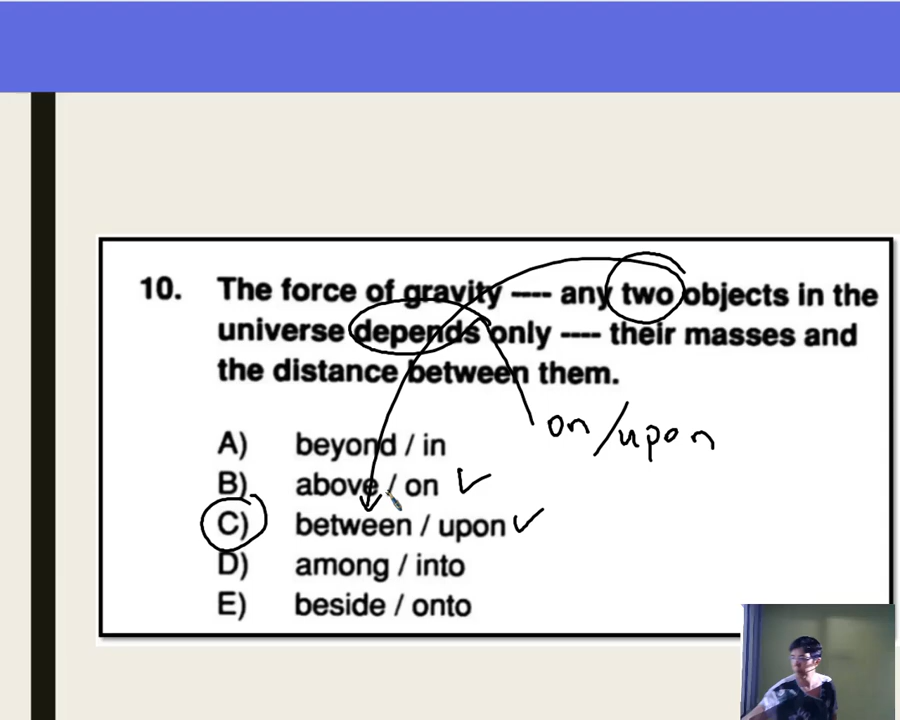 10. The force of gravity ---- any two objects in the
universe depends only ---- their masses and
the distance between them.
on/upon
A) beyond / in
B) above / on
C) between / upon
D) among / into
E) beside / onto